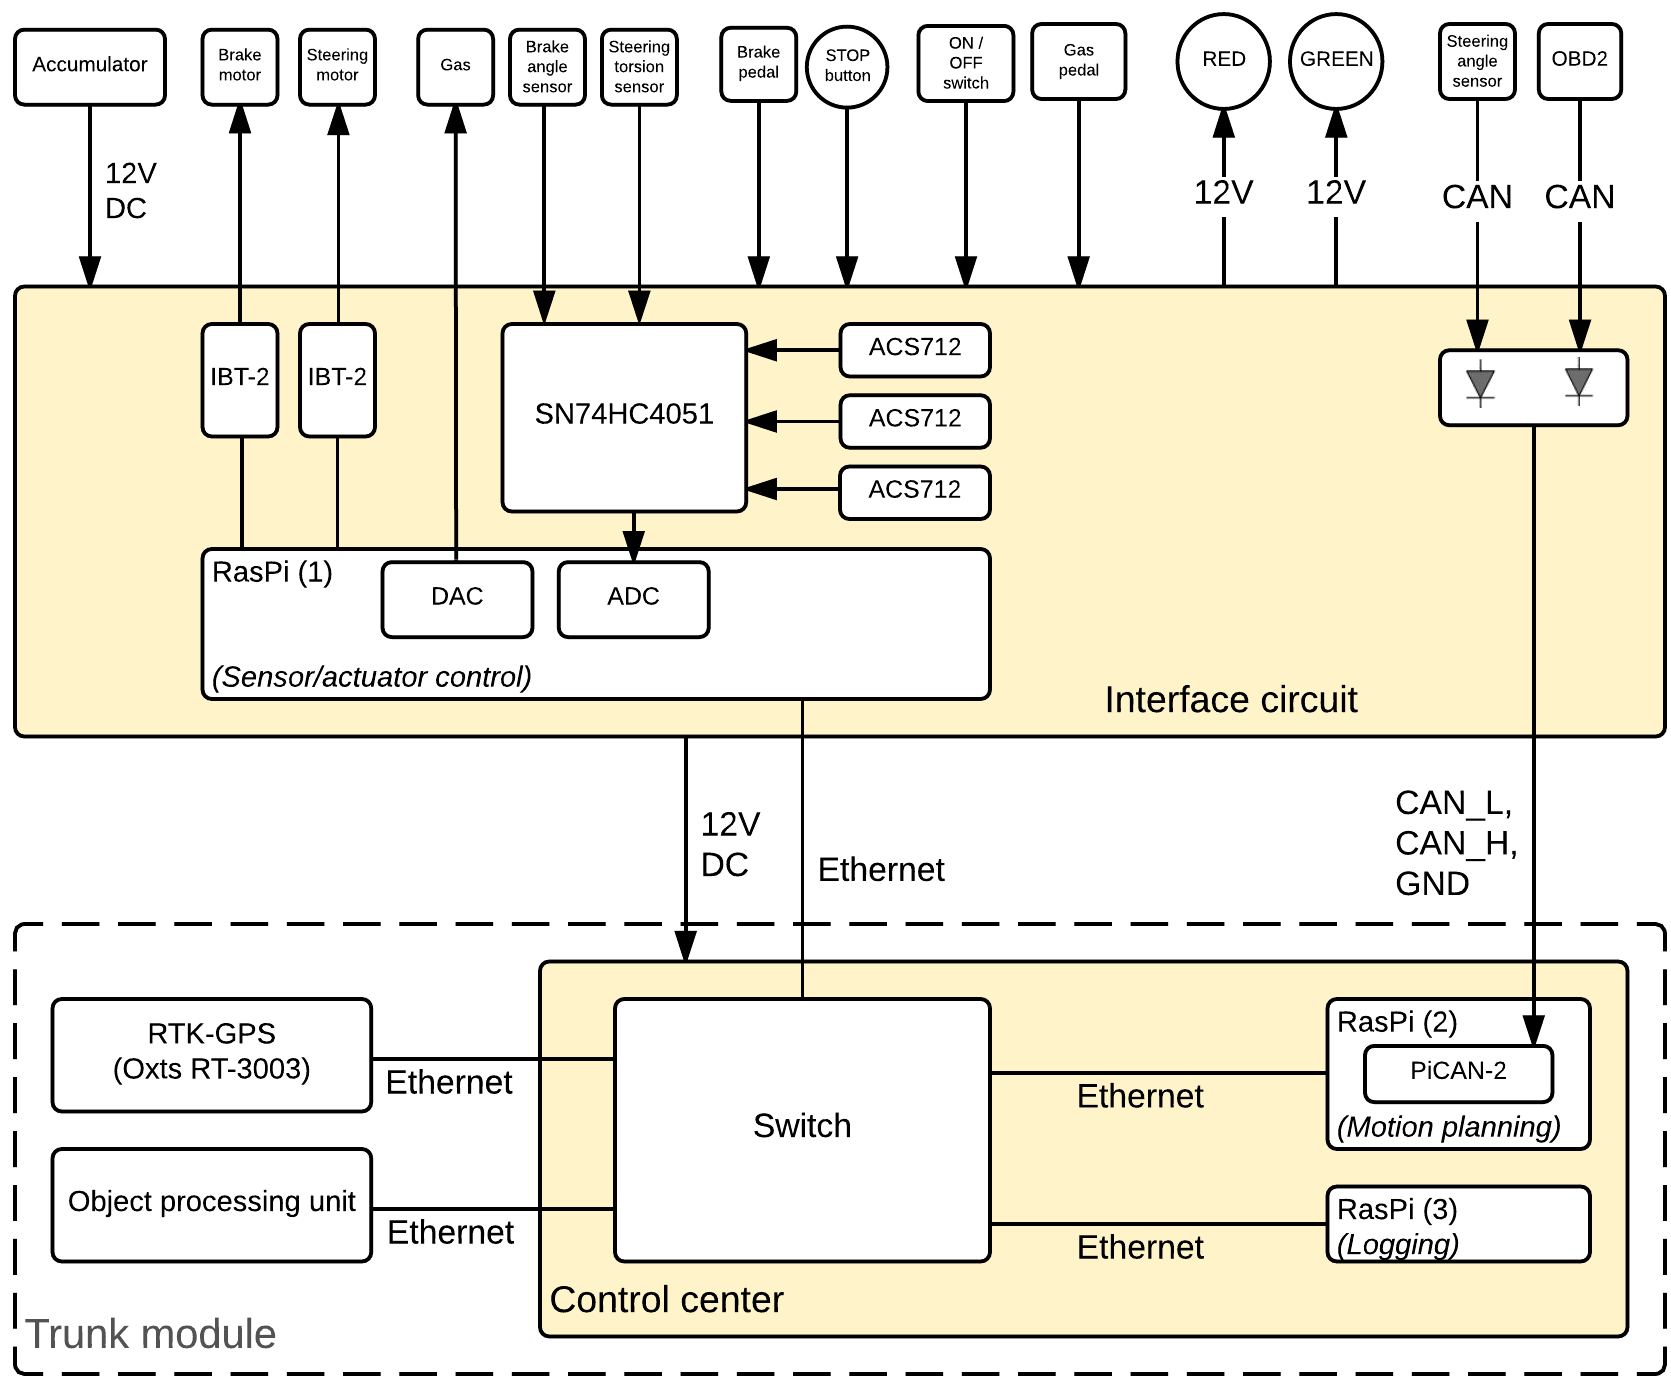 Accumulator
Brake
motor
Steering
motor
Gas
Brake
angle
sensor
Steering
torsion
sensor
Brake
pedal
STOP
button
ON /
OFF
switch
Gas
pedal
RED
GREEN
Steering
angle
sensor
OBD2
12V
DC
12V
12V
CAN
CAN
IBT-2
IBT-2
SN74HC4051
ACS712
ACS712
ACS712
RasPi (1)
DAC
ADC
(Sensor/actuator control)
Interface circuit
12V
DC
Ethernet
CAN_L,
CAN_H,
GND
RTK-GPS
(Oxts RT-3003)
Ethernet
Object processing unit
Ethernet
Switch
Ethernet
Ethernet
RasPi (2)
PiCAN-2
(Motion planning)
RasPi (3)
(Logging)
Control center
Trunk module